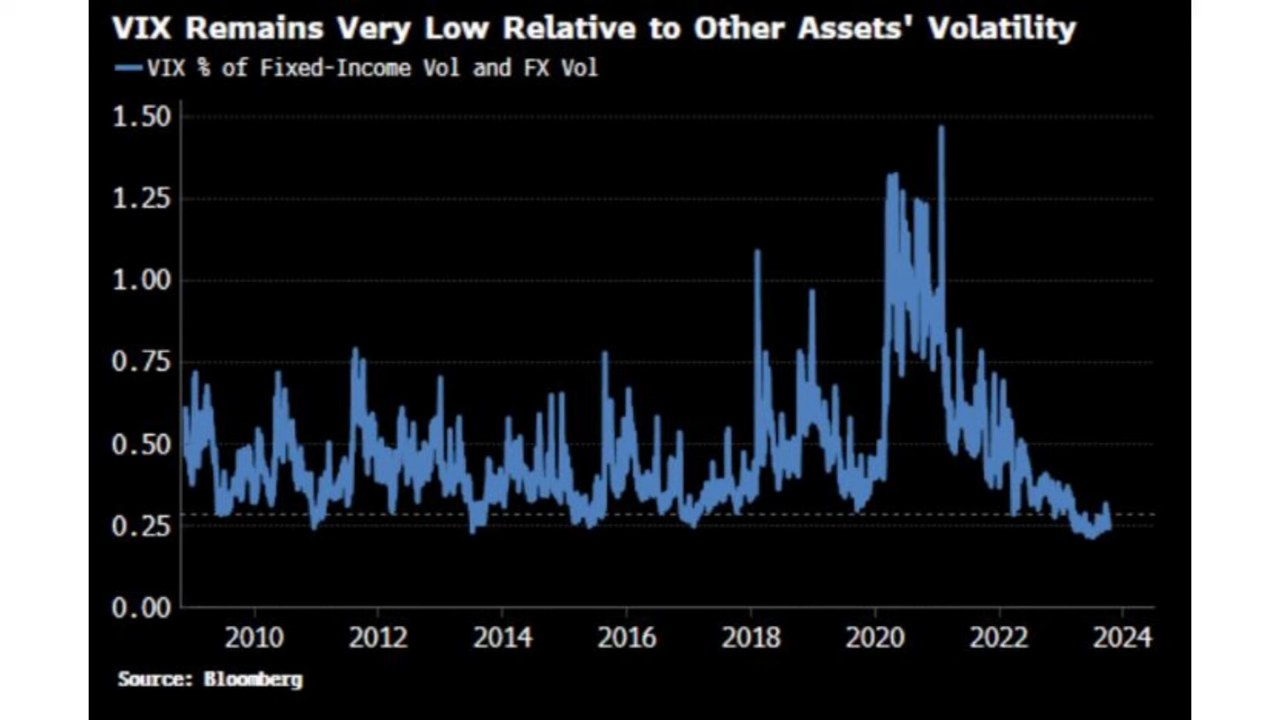 VIX Remains Very Low Relative to Other Assets' Volatility
VIX % of Fixed-Income Vol and FX Vol
1.50
1.25
1.00
0.75
0.50
0.25
0.00
2010 2012 2014 2016 2018 2020 2022 2024
Source: Bloomberg